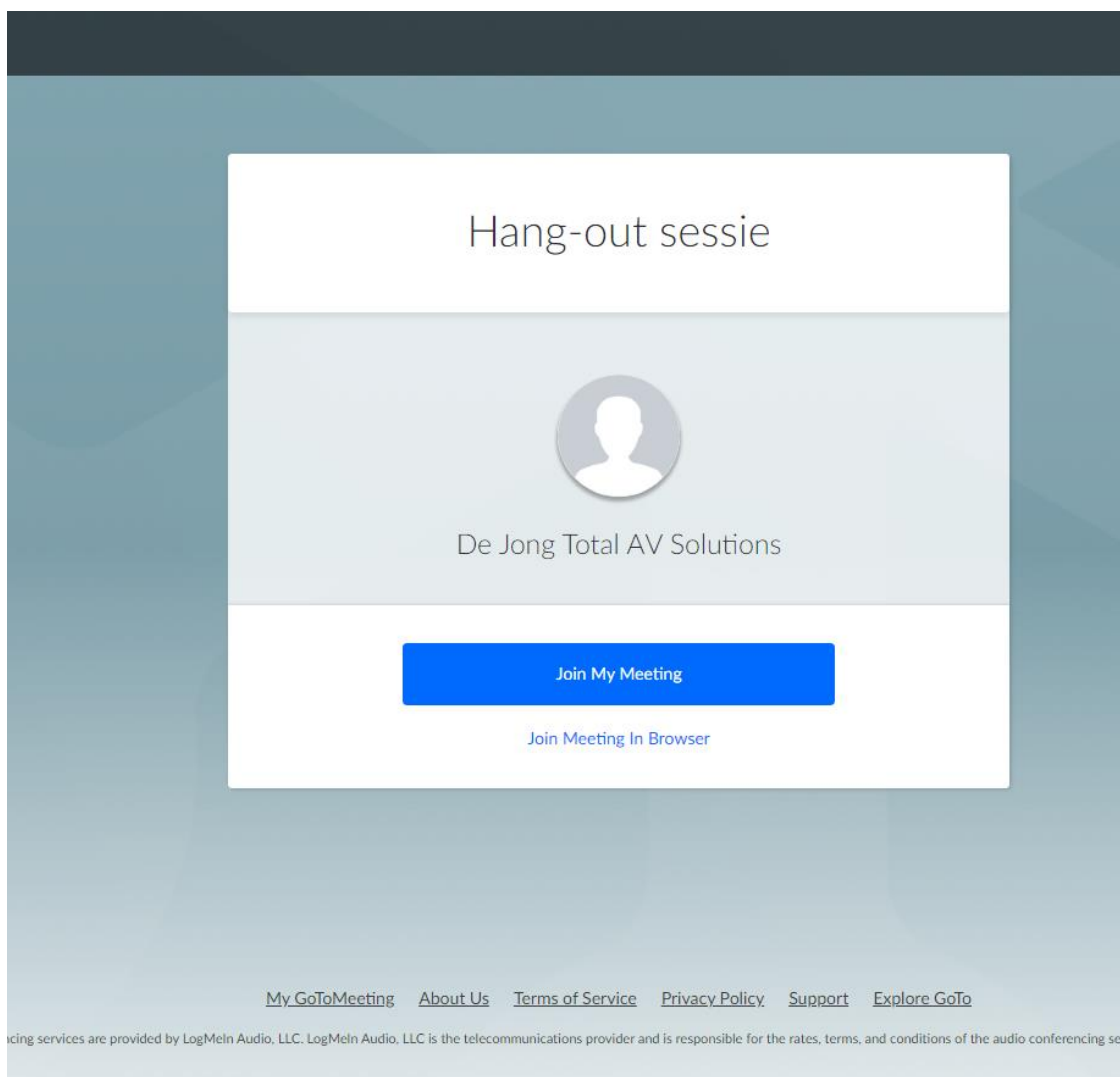 Hang-out sessie
De Jong Total AV Solutions
Join My Meeting
Join Meeting In Browser
My GoToMeeting About Us Terms of Service Privacy Policy Support Explore GoTo
services are provided by LogMeIn Audio, LLC. LogMeIn Audio, LLC is the telecommunications provider and is responsible for the rates, terms, and conditions of the audio conferencing